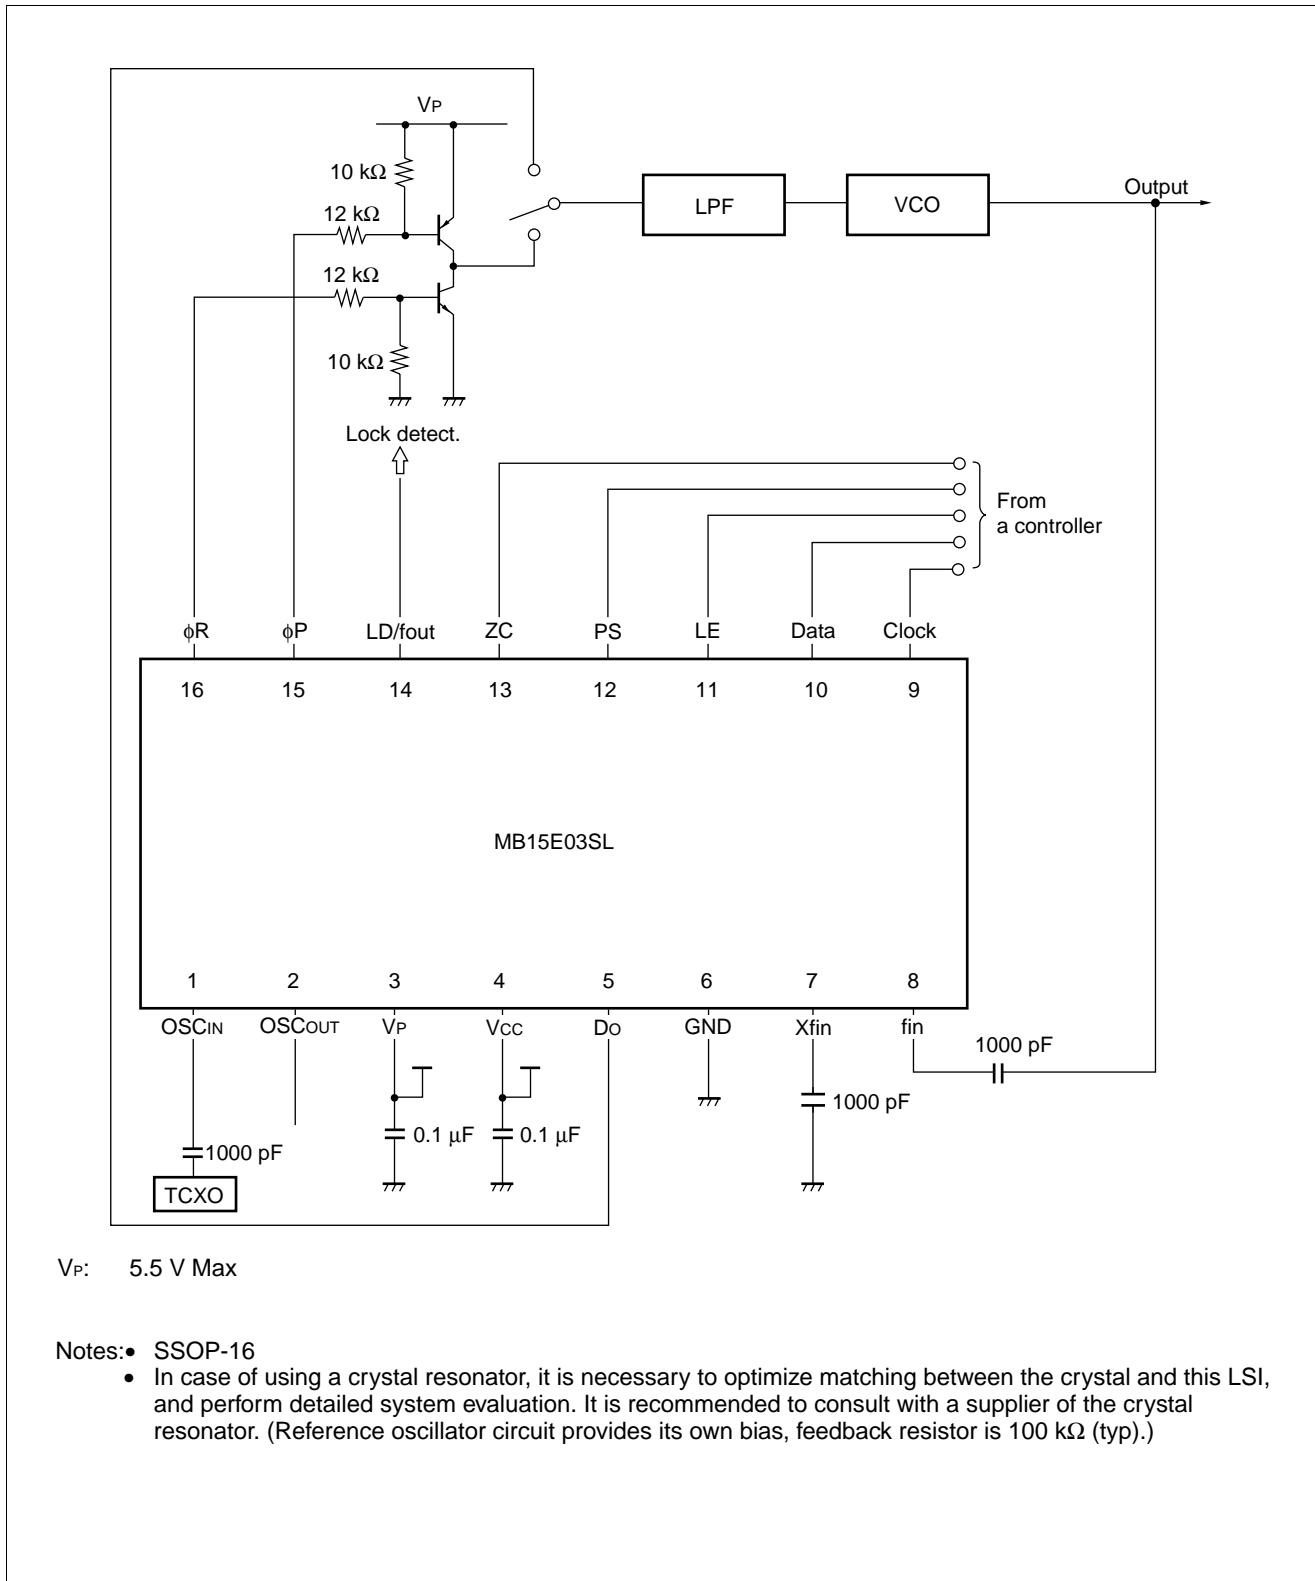 VP
10 kΩ
12 kΩ
12 kΩ
10 kΩ
LPF
VCO
Output
Lock detect.
From
a controller
φR φP LD/fout ZC PS LE Data Clock
16 15 14 13 12 11 10 9
MB15E03SL
1 2 3 4 5 6 7 8
OSCIN OSCOUT VP VCC DO GND Xfin fin
1000 pF
1000 pF
0.1 µF
0.1 µF
1000 pF
TCXO
VP: 5.5 V Max
Notes:• SSOP-16
• In case of using a crystal resonator, it is necessary to optimize matching between the crystal and this LSI,
and perform detailed system evaluation. It is recommended to consult with a supplier of the crystal
resonator. (Reference oscillator circuit provides its own bias, feedback resistor is 100 kΩ (typ).)